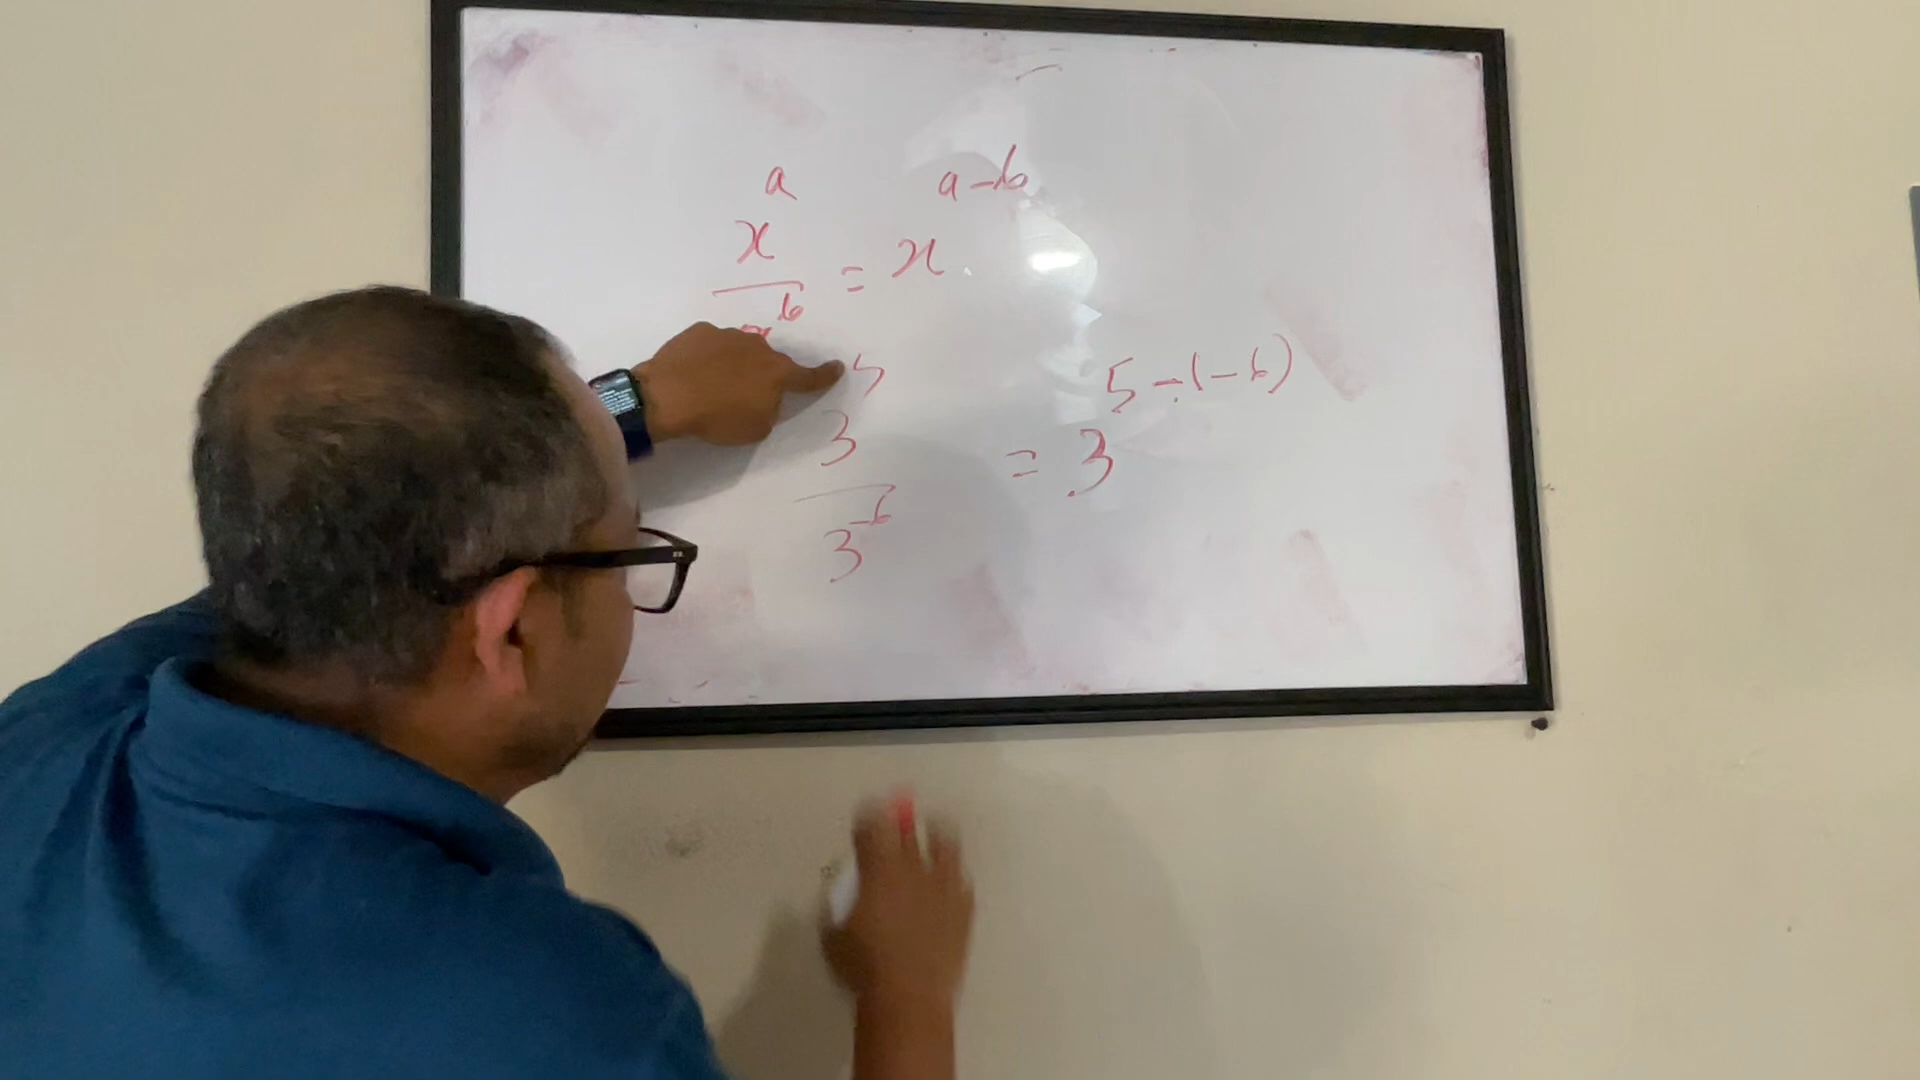 a a-b
x
— = x
b
x
5 5-(-6)
3
— = 3
-6
3